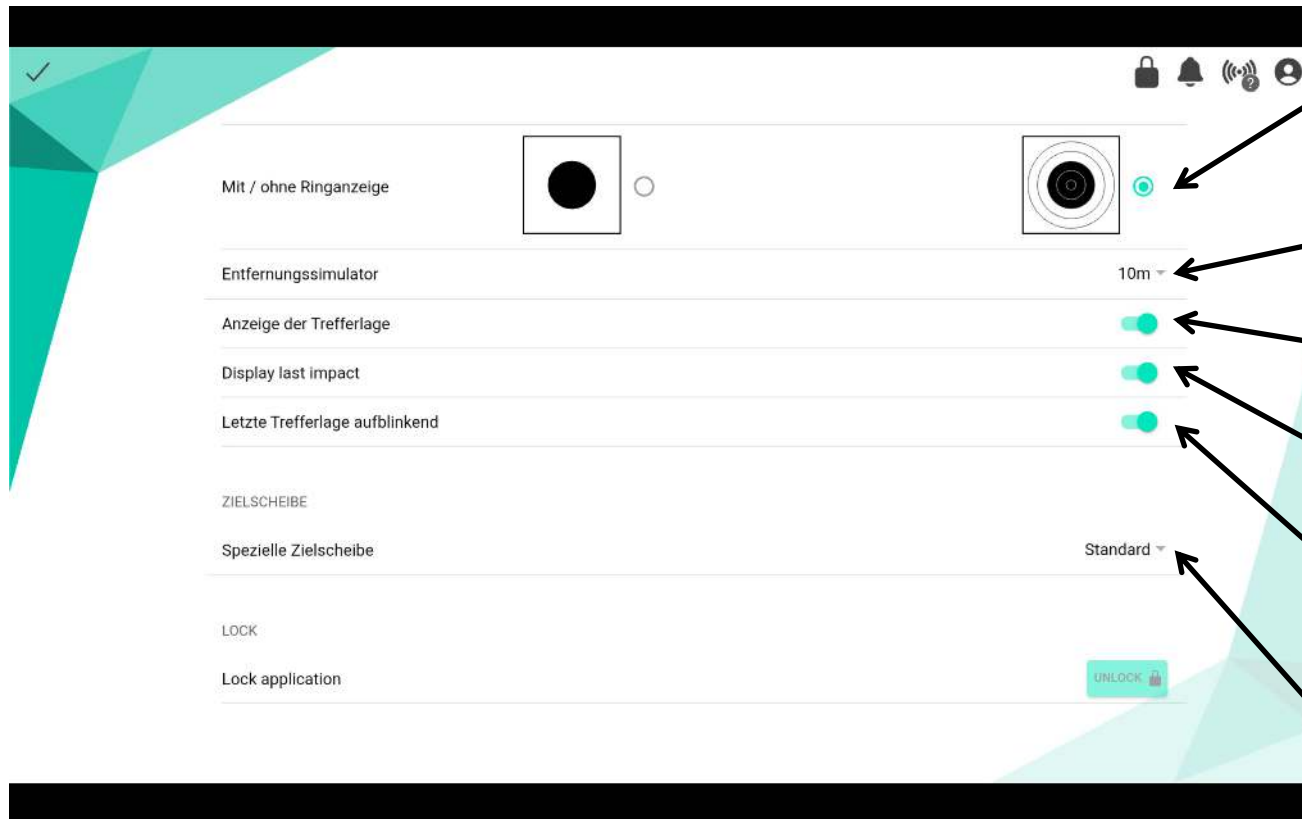 ?
Mit / ohne Ringanzeige
Entfernungssimulator
10m
Anzeige der Trefferlage
Display last impact
Letzte Trefferlage aufblinkend
ZIELSCHEIBE
Spezielle Zielscheibe
Standard
LOCK
Lock application
UNLOCK